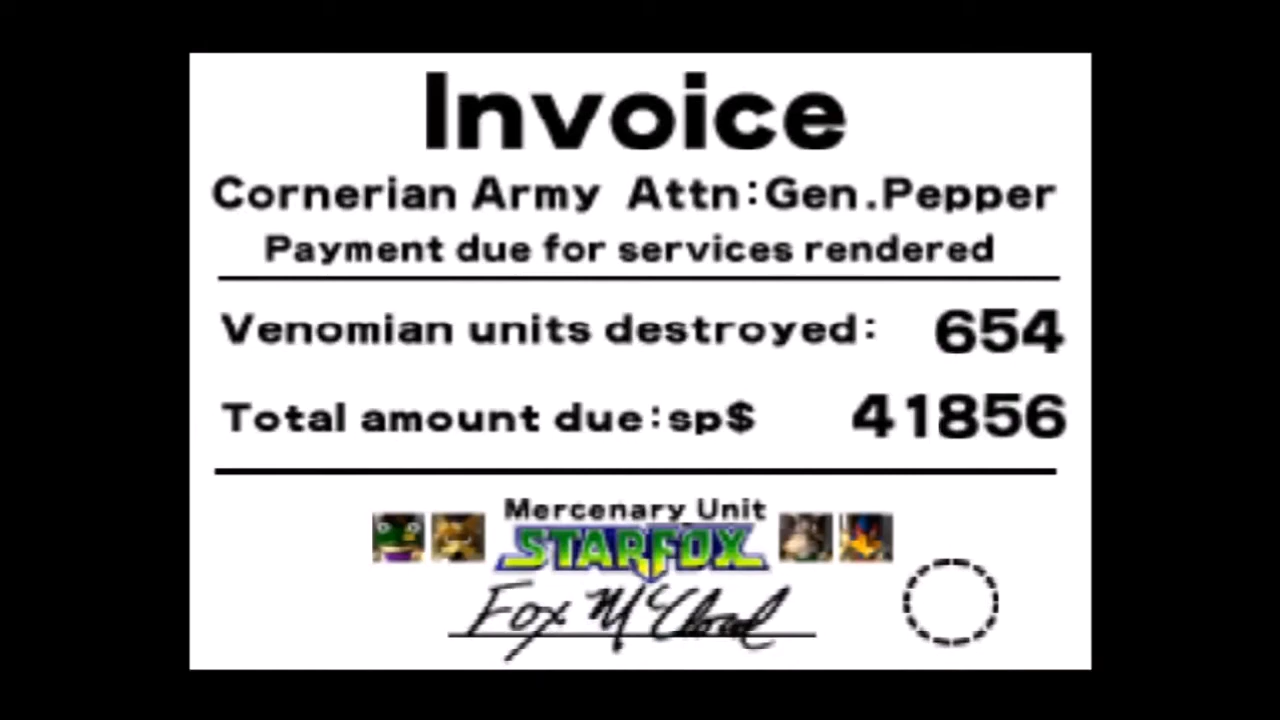 Invoice
Cornerian Army Attn:Gen.Pepper
Payment due for services rendered
Venomian units destroyed: 654
Total amount due:sp$ 41856
Mercenary Unit
STARFOX
Fox McCloud